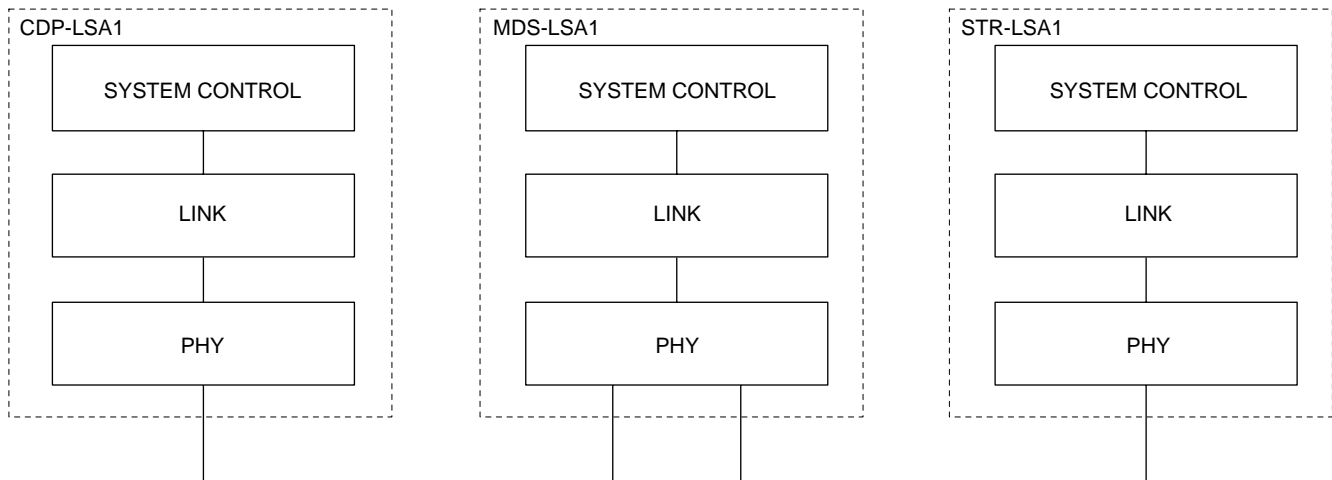 CDP-LSA1
MDS-LSA1
STR-LSA1
SYSTEM CONTROL
SYSTEM CONTROL
SYSTEM CONTROL
LINK
LINK
LINK
PHY
PHY
PHY